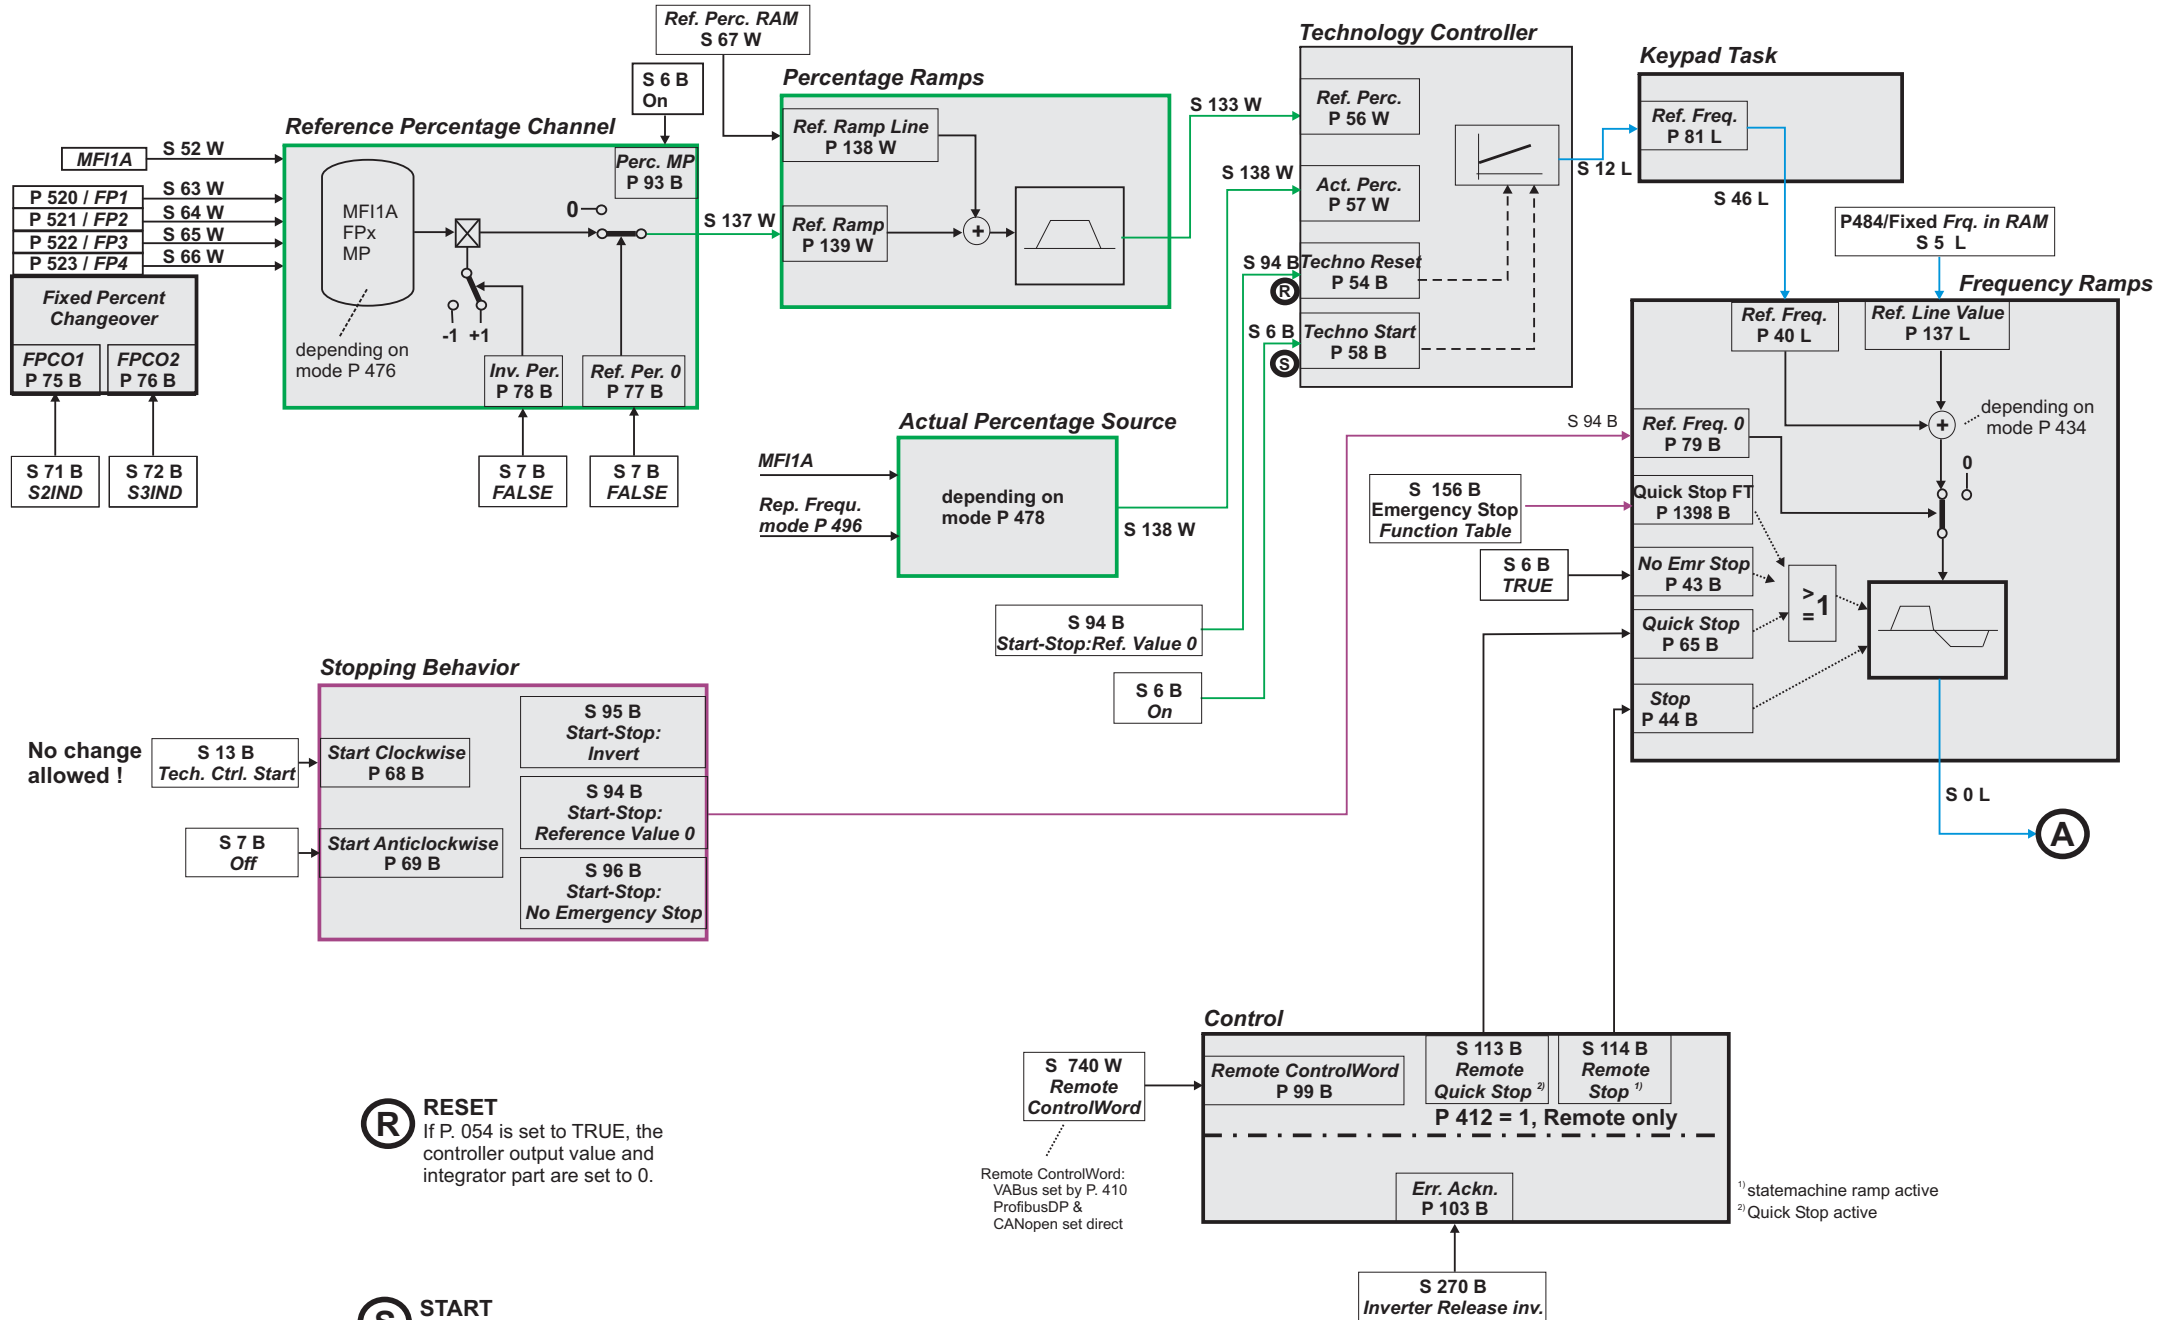 Ref. Perc. RAM
S 67 W
S 6 B
On
Reference Percentage Channel
MFI1A
S 52 W
P 520 / FP1
S 63 W
P 521 / FP2
S 64 W
P 522 / FP3
S 65 W
P 523 / FP4
S 66 W
Fixed Percent
Changeover
FPCO1
P 75 B
FPCO2
P 76 B
S 71 B
S2IND
S 72 B
S3IND
MFI1A
FPx
MP
depending on
mode P 476
-1 +1
0
Perc. MP
P 93 B
Inv. Per.
P 78 B
Ref. Per. 0
P 77 B
S 7 B
FALSE
S 7 B
FALSE
S 137 W
Percentage Ramps
Ref. Ramp Line
P 138 W
Ref. Ramp
P 139 W
+
S 133 W
S 138 W
S 94 B
R
S 6 B
S
Technology Controller
Ref. Perc.
P 56 W
Act. Perc.
P 57 W
Techno Reset
P 54 B
Techno Start
P 58 B
S 12 L
Keypad Task
Ref. Freq.
P 81 L
S 46 L
P484/Fixed Frq. in RAM
S 5 L
Actual Percentage Source
MFI1A
Rep. Frequ.
mode P 496
depending on
mode P 478
S 138 W
S 94 B
Start-Stop:Ref. Value 0
S 6 B
On
Frequency Ramps
Ref. Freq.
P 40 L
Ref. Line Value
P 137 L
S 94 B
Ref. Freq. 0
P 79 B
+
depending on
mode P 434
0
S 156 B
Emergency Stop
Function Table
Quick Stop FT
P 1398 B
S 6 B
TRUE
No Emr Stop
P 43 B
Quick Stop
P 65 B
>
= 1
Stop
P 44 B
S 0 L
A
Stopping Behavior
No change
allowed !
S 13 B
Tech. Ctrl. Start
Start Clockwise
P 68 B
S 7 B
Off
Start Anticlockwise
P 69 B
S 95 B
Start-Stop:
Invert
S 94 B
Start-Stop:
Reference Value 0
S 96 B
Start-Stop:
No Emergency Stop
Control
S 740 W
Remote
ControlWord
Remote ControlWord
P 99 B
S 113 B
Remote
Quick Stop 2)
S 114 B
Remote
Stop 1)
P 412 = 1, Remote only
Remote ControlWord:
VABus set by P. 410
ProfibusDP &
CANopen set direct
Err. Ackn.
P 103 B
1) statemachine ramp active
2) Quick Stop active
S 270 B
Inverter Release inv.
R
RESET
If P. 054 is set to TRUE, the
controller output value and
integrator part are set to 0.
S
START